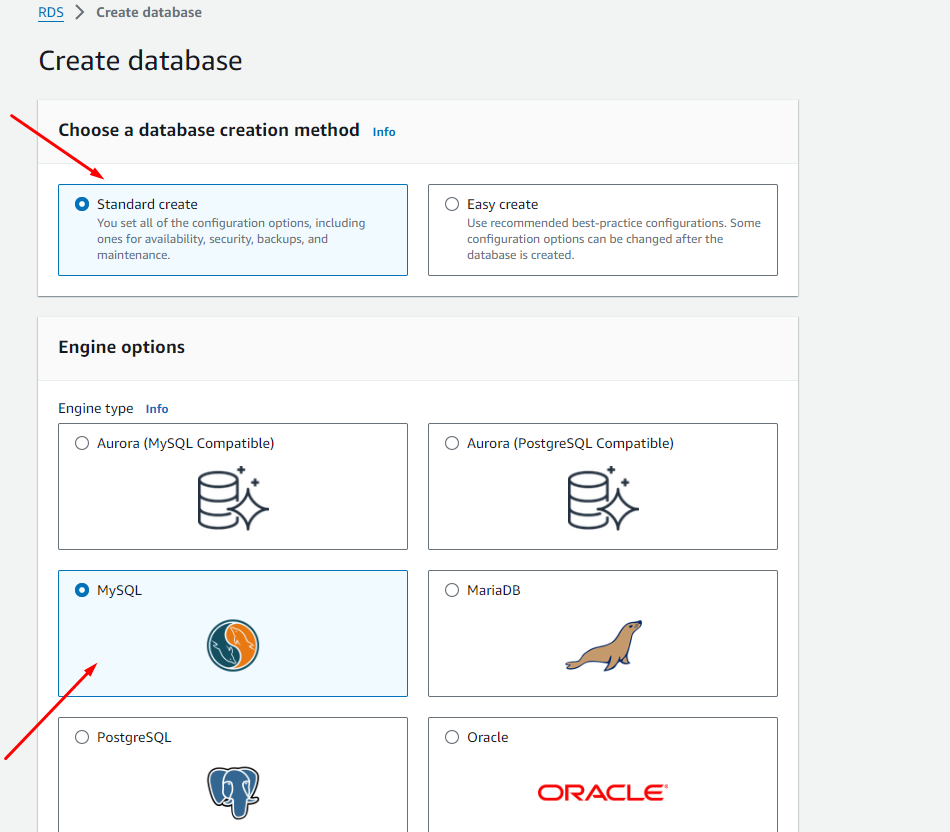 RDS > Create database
Create database
Choose a database creation method Info
Standard create
You set all of the configuration options, including
ones for availability, security, backups, and
maintenance.
Easy create
Use recommended best-practice configurations. Some
configuration options can be changed after the
database is created.
Engine options
Engine type Info
Aurora (MySQL Compatible)
Aurora (PostgreSQL Compatible)
MySQL
MariaDB
PostgreSQL
Oracle
ORACLE